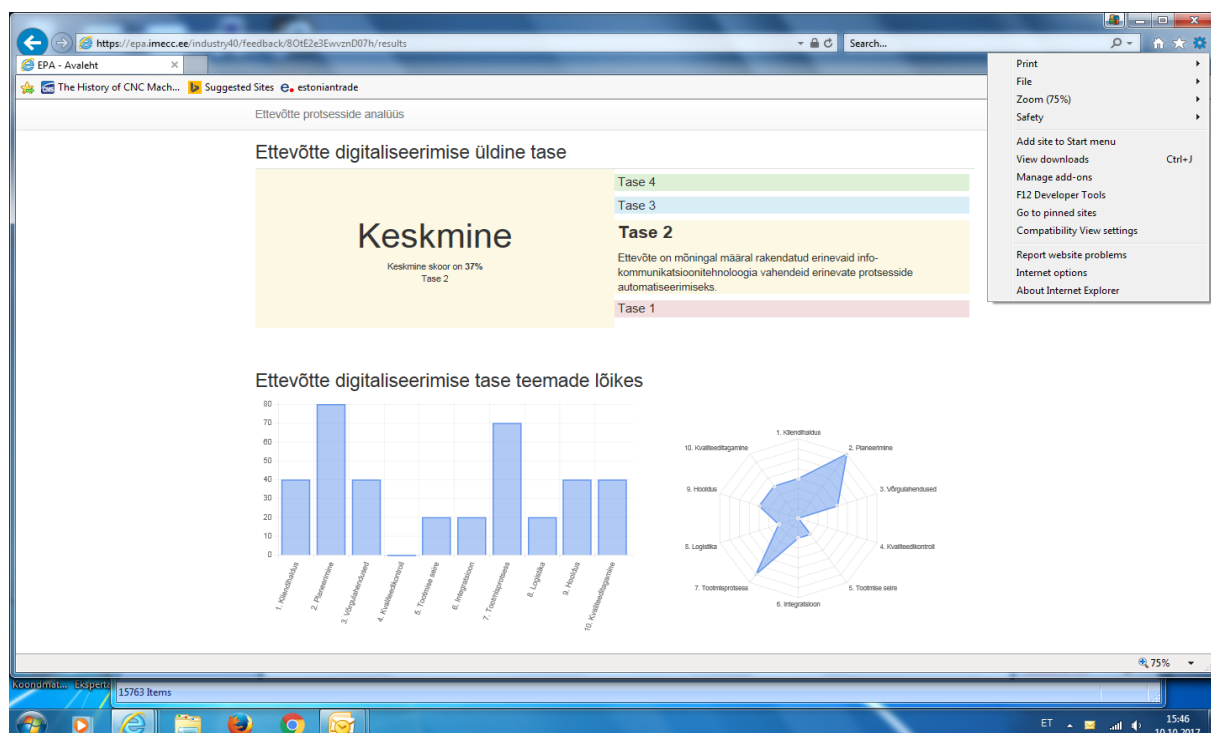 https://epa.imecc.ee/industry40/feedback/8OtE2e3EwvznD07h/results
Search...
EPA - Avaleht
The History of CNC Mach...
Suggested Sites
estoniantrade
Print
File
Zoom (75%)
Safety
Add site to Start menu
View downloads Ctrl+J
Manage add-ons
F12 Developer Tools
Go to pinned sites
Compatibility View settings
Report website problems
Internet options
About Internet Explorer
Ettevõtte protsesside analüüs
Ettevõtte digitaliseerimise üldine tase
Keskmine
Keskmine skoor on 37%
Tase 2
Tase 4
Tase 3
Tase 2
Ettevõte on mõningal määral rakendatud erinevaid info-
kommunikatsioonitehnoloogia vahendeid erinevate protsesside
automatiseerimiseks.
Tase 1
Ettevõtte digitaliseerimise tase teemade lõikes
80
70
60
50
40
30
20
10
0
1. Kliendihaldus
2. Planeerimine
3. Võrgulahendused
4. Kvaliteedikontroll
5. Tootmise seire
6. Integratsioon
7. Tootmisprotsess
8. Logistika
9. Hooldus
10. Kvaliteeditagamine
1. Kliendihaldus
2. Planeerimine
3. Võrgulahendused
4. Kvaliteedikontroll
5. Tootmise seire
6. Integratsioon
7. Tootmisprotsess
8. Logistika
9. Hooldus
10. Kvaliteeditagamine
75%
Koondmat... Eksperdi
15763 Items
ET
15:46
10.10.2017